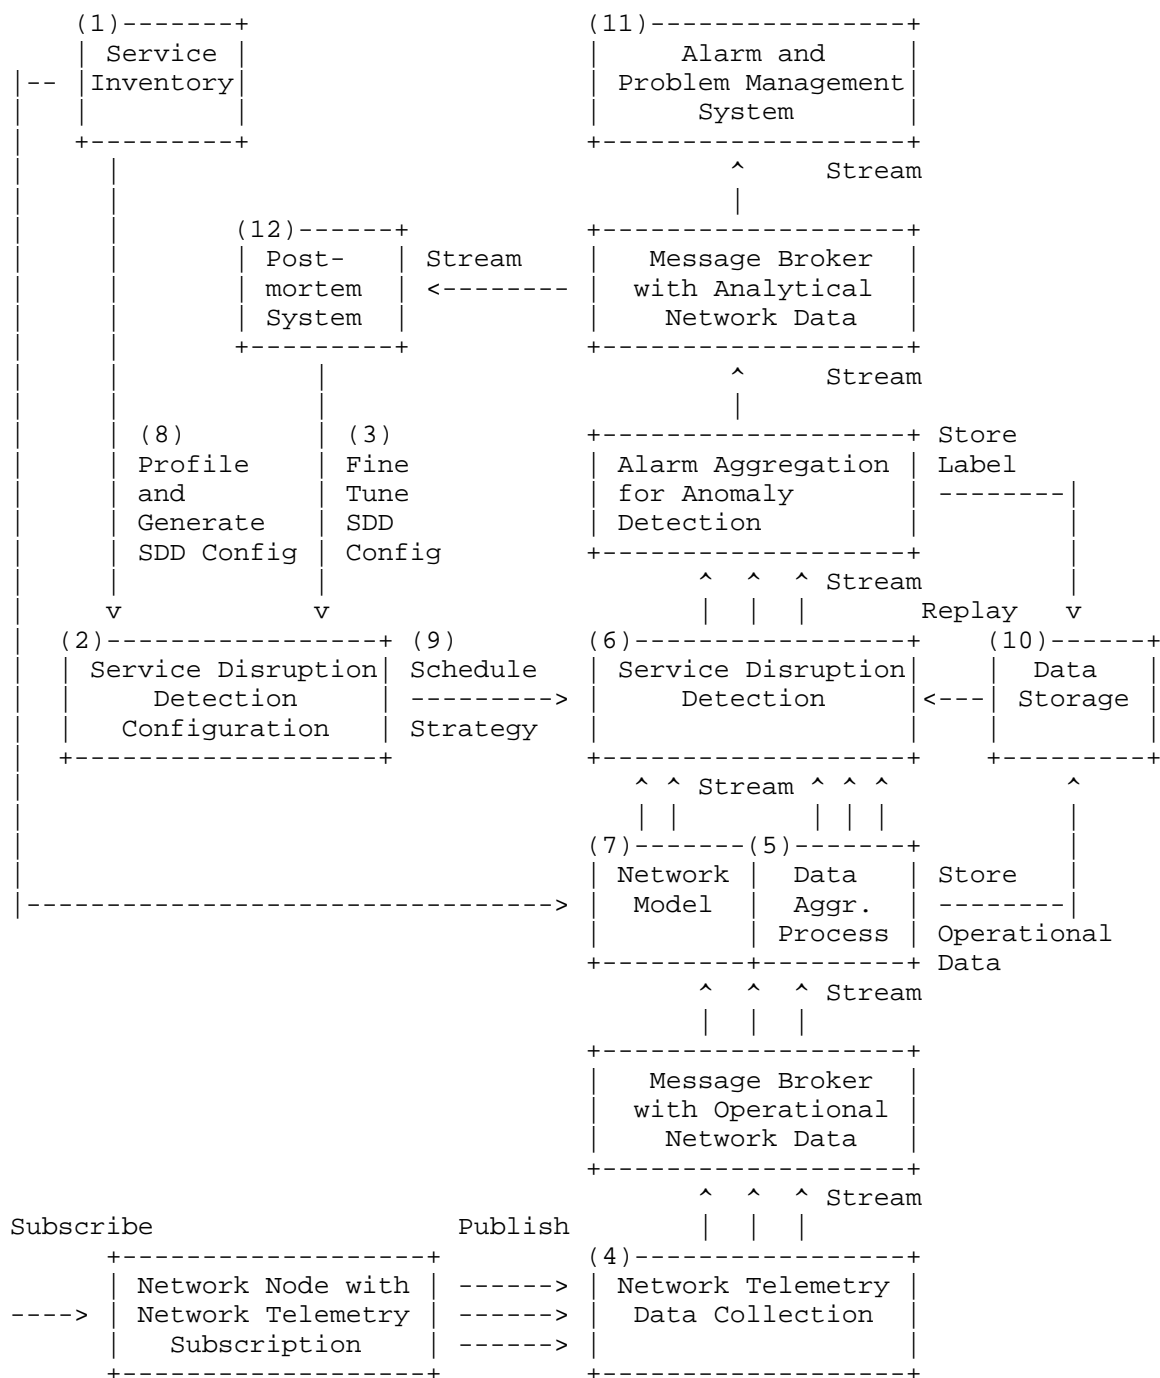 (1)-------+                       (11)-----------------+
| Service |                       |     Alarm and      |
|-- |Inventory|                       | Problem Management|
|   |         |                       |      System       |
|   +---------+                       +-------------------+
|     |                                        ^     Stream
|     |                                        |
|     |       (12)------+           +-------------------+
|     |       | Post-   | Stream    |   Message Broker  |
|     |       | mortem  | <-------- |  with Analytical  |
|     |       | System  |           |    Network Data   |
|     |       +---------+           +-------------------+
|     |            |                         ^     Stream
|     |            |                         |
|     | (8)        | (3)            +-------------------+ Store
|     | Profile    | Fine           | Alarm Aggregation | Label
|     | and        | Tune           | for Anomaly       | --------|
|     | Generate   | SDD            | Detection         |         |
|     | SDD Config | Config         +-------------------+         |
|     |            |                       ^  ^  ^ Stream         |
|     v            v                       |  |  |       Replay   v
|  (2)-----------------+ (9)         (6)-----------------+    (10)------+
|  | Service Disruption| Schedule    | Service Disruption|    |  Data   |
|  |     Detection     | --------->  |     Detection     |<---| Storage |
|  |   Configuration   | Strategy    |                   |    |         |
|  +-------------------+             +-------------------+    +---------+
|                                       ^ ^ Stream ^ ^ ^           ^
|                                       | |        | | |           |
|                                    (7)-------(5)-------+         |
|                                    | Network |  Data   | Store   |
|----------------------------------> |  Model  |  Aggr.  | --------|
|         | Process | Operational
+---------+---------+ Data
^  ^  ^ Stream
|  |  |
+-------------------+
|   Message Broker  |
|  with Operational |
|    Network Data   |
+-------------------+
^  ^  ^ Stream
Subscribe                    Publish        |  |  |
+-------------------+         (4)-----------------+
| Network Node with | ------> | Network Telemetry |
----> | Network Telemetry | ------> |  Data Collection  |
|   Subscription    | ------> |                   |
+-------------------+         +-------------------+